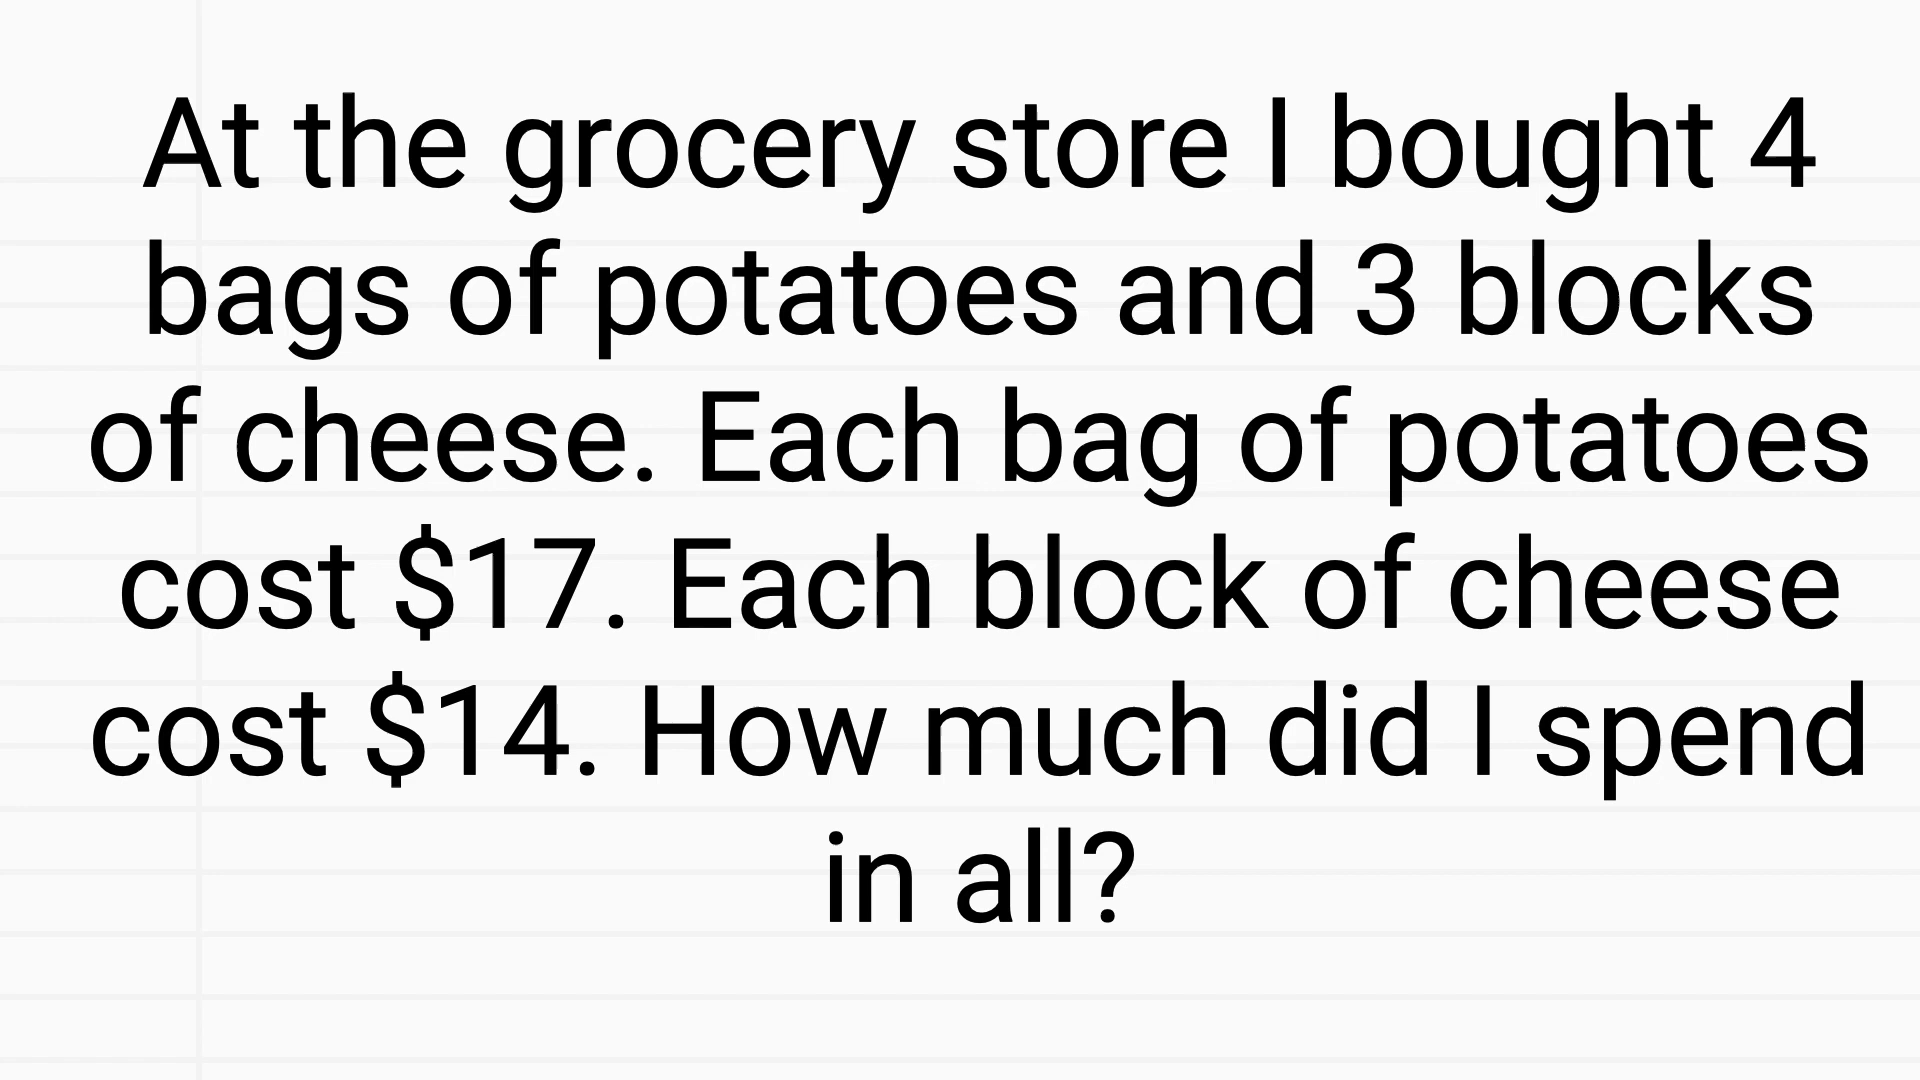 At the grocery store I bought 4
bags of potatoes and 3 blocks
of cheese. Each bag of potatoes
cost $17. Each block of cheese
cost $14. How much did I spend
in all?